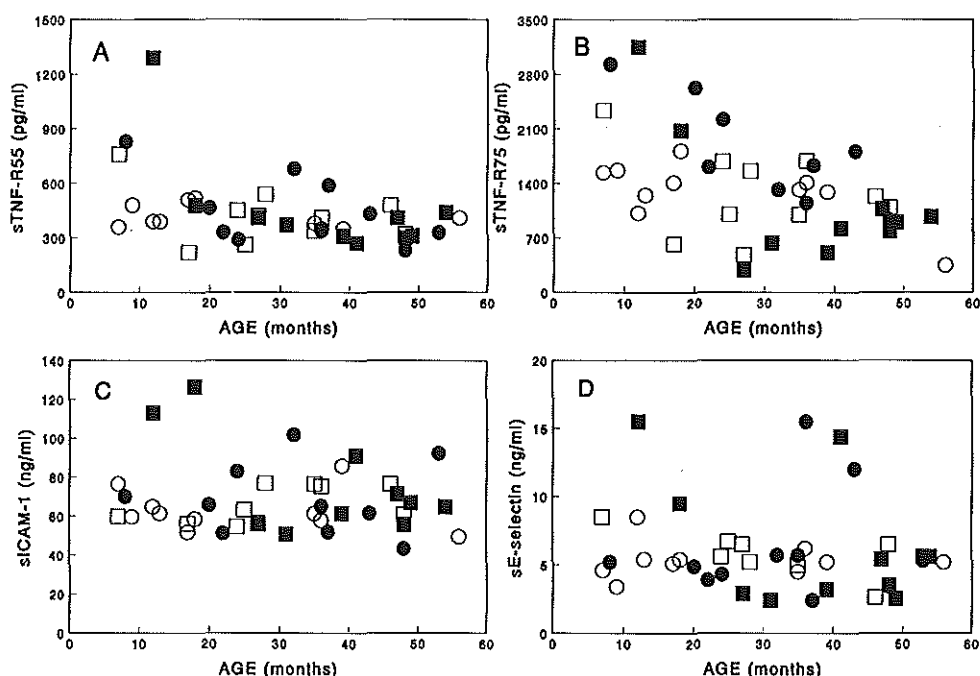 A
sTNF-R55 (pg/ml)
1500
1200
900
600
300
0
0 10 20 30 40 50 60
AGE (months)
B
sTNF-R75 (pg/ml)
3500
2800
2100
1400
700
0
0 10 20 30 40 50 60
AGE (months)
C
sICAM-1 (ng/ml)
140
120
100
80
60
40
20
0
0 10 20 30 40 50 60
AGE (months)
D
sE-selectin (ng/ml)
20
15
10
5
0
0 10 20 30 40 50 60
AGE (months)